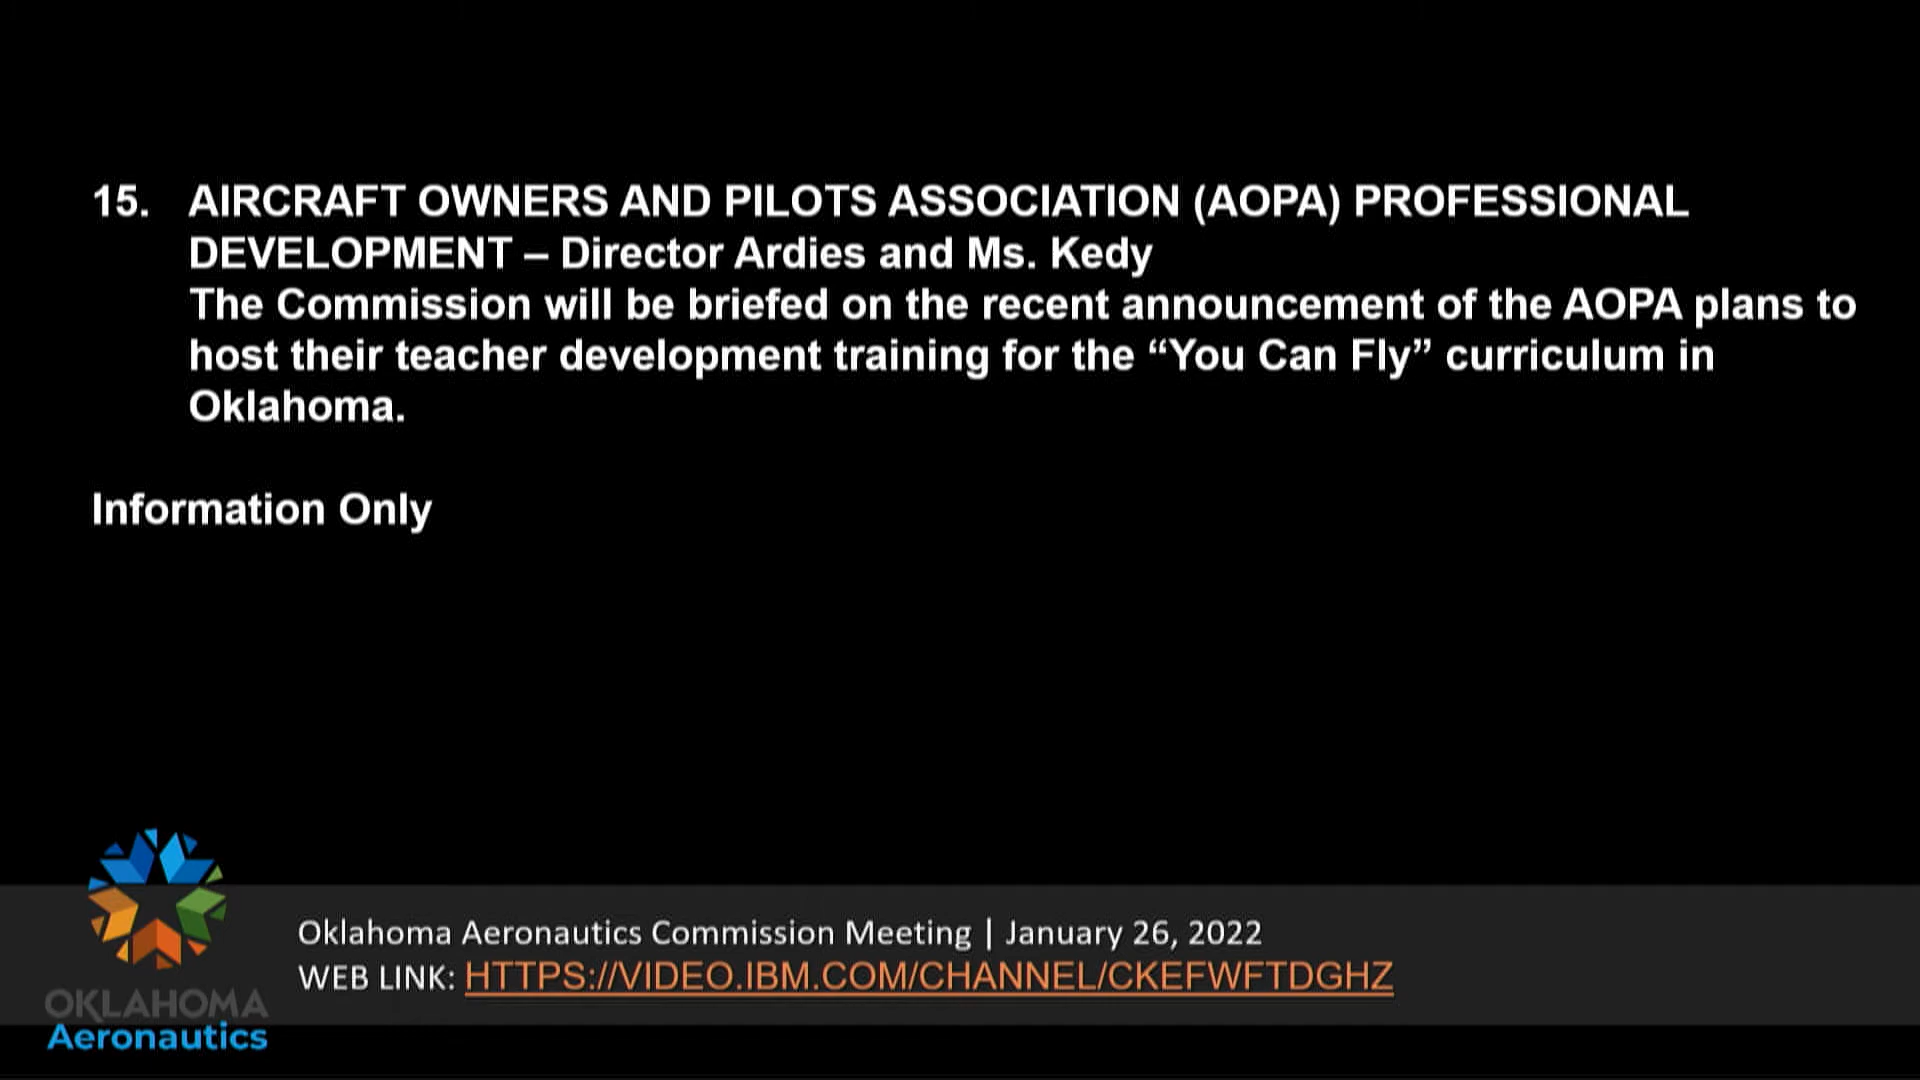 15. AIRCRAFT OWNERS AND PILOTS ASSOCIATION (AOPA) PROFESSIONAL
DEVELOPMENT – Director Ardies and Ms. Kedy
The Commission will be briefed on the recent announcement of the AOPA plans to
host their teacher development training for the “You Can Fly” curriculum in
Oklahoma.
Information Only
Oklahoma Aeronautics Commission Meeting | January 26, 2022
WEB LINK: HTTPS://VIDEO.IBM.COM/CHANNEL/CKEFWFTDGHZ
OKLAHOMA
Aeronautics